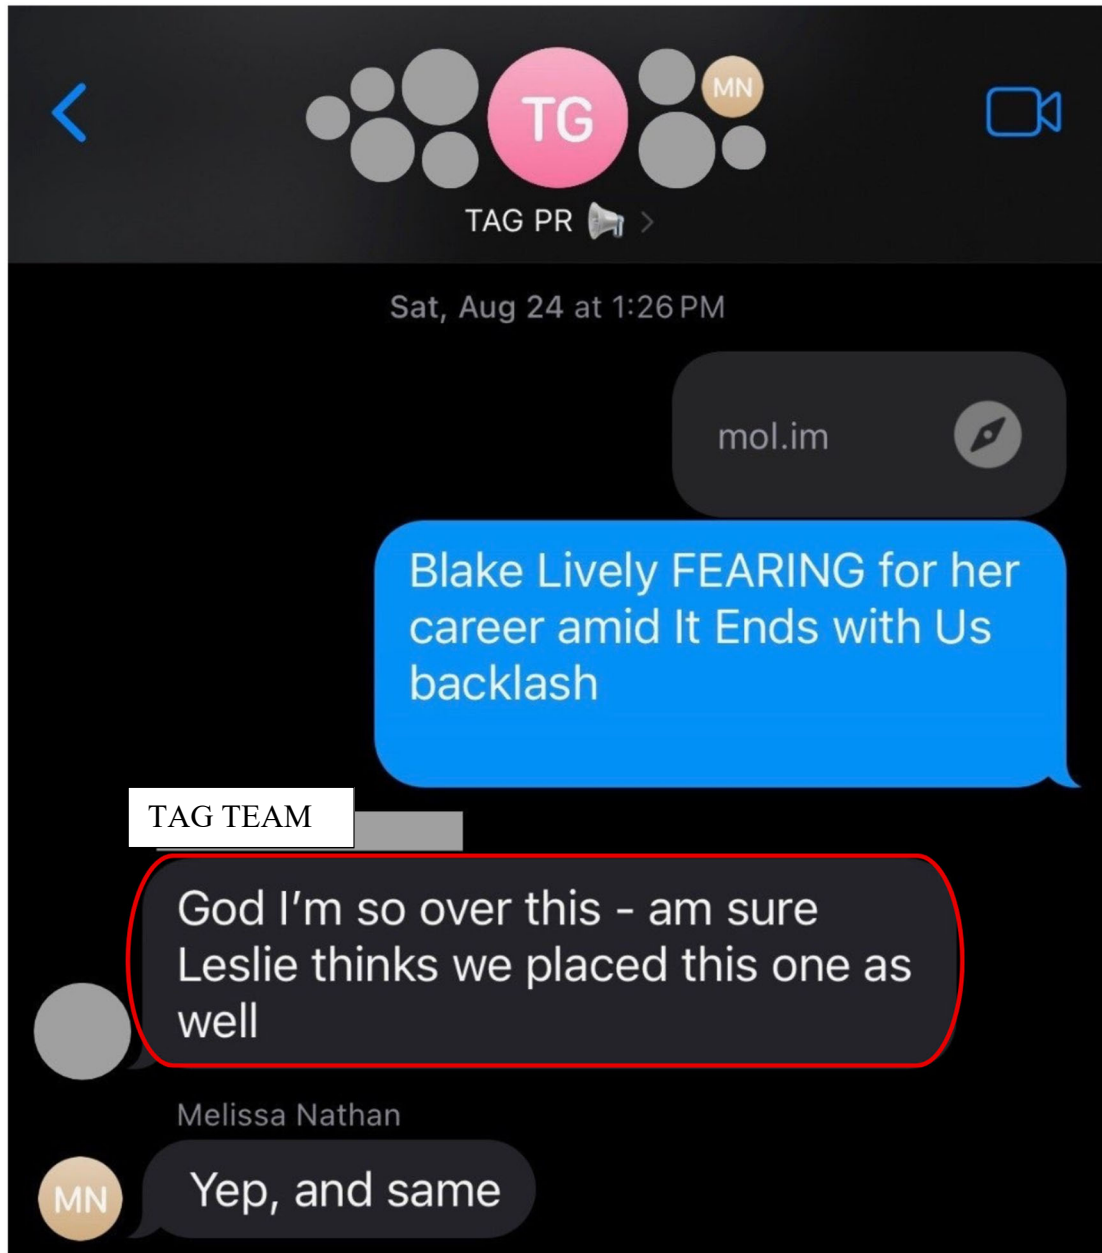 TG
MN
TAG PR
Sat, Aug 24 at 1:26 PM
mol.im
Blake Lively FEARING for her
career amid It Ends with Us
backlash
TAG TEAM
God I’m so over this - am sure
Leslie thinks we placed this one as
well
Melissa Nathan
MN
Yep, and same